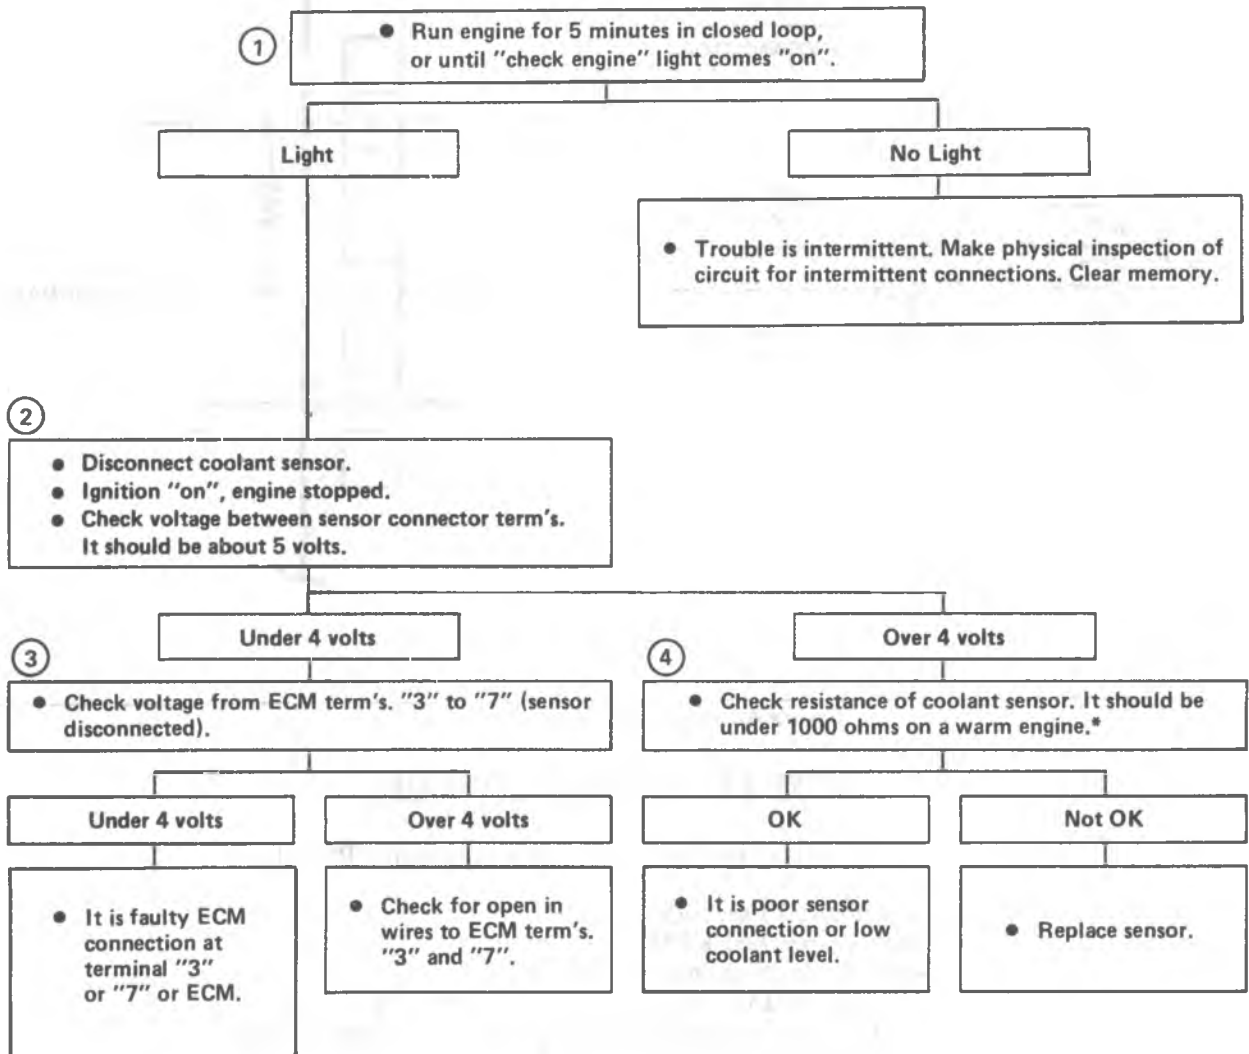 ① ● Run engine for 5 minutes in closed loop,
or until "check engine" light comes "on".
Light
No Light
● Trouble is intermittent. Make physical inspection of
circuit for intermittent connections. Clear memory.
②
● Disconnect coolant sensor.
● Ignition "on", engine stopped.
● Check voltage between sensor connector term's.
It should be about 5 volts.
Under 4 volts
Over 4 volts
③
● Check voltage from ECM term's. "3" to "7" (sensor
disconnected).
④
● Check resistance of coolant sensor. It should be
under 1000 ohms on a warm engine.*
Under 4 volts
Over 4 volts
OK
Not OK
● It is faulty ECM
connection at
terminal "3"
or "7" or ECM.
● Check for open in
wires to ECM term's.
"3" and "7".
● It is poor sensor
connection or low
coolant level.
● Replace sensor.